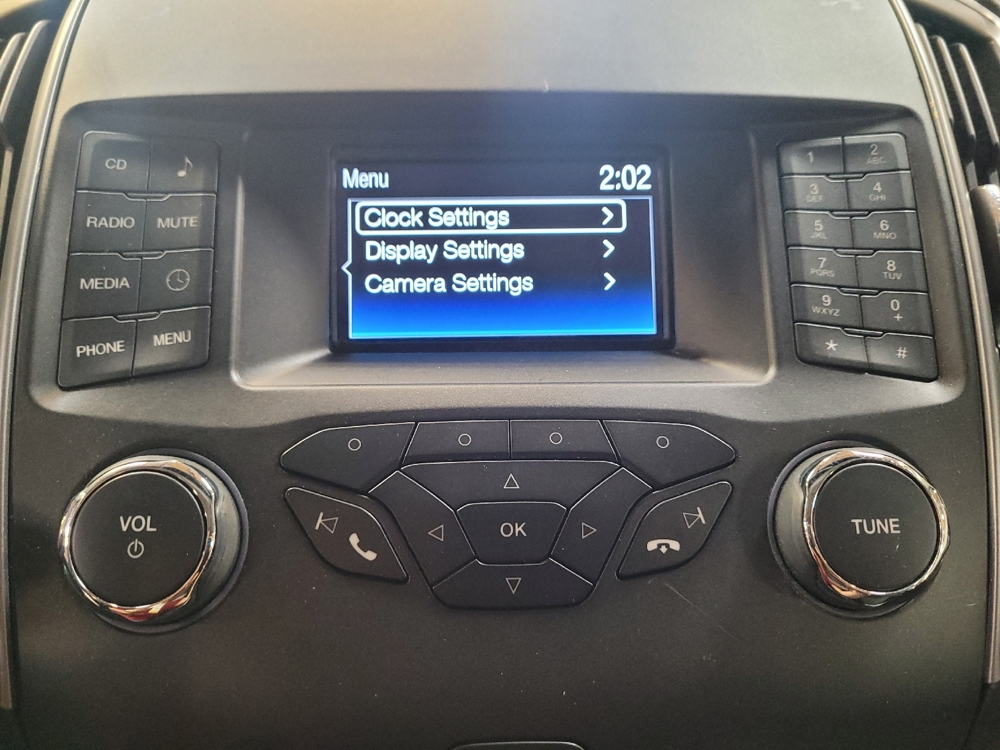 Menu 2:02
Clock Settings
Display Settings
Camera Settings
CD
RADIO MUTE
MEDIA
PHONE MENU
1 2 ABC
3 DEF 4 GHI
5 JKL 6 MNO
7 PQRS 8 TUV
9 WXYZ 0 +
* #
VOL
OK
TUNE